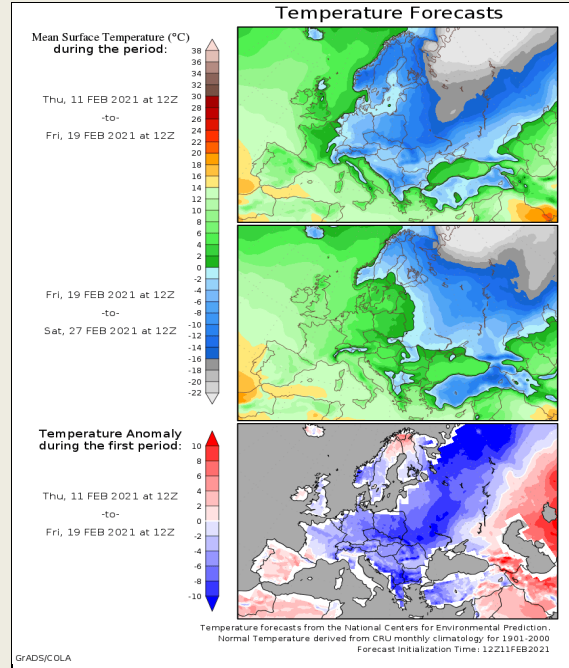 Temperature Forecasts
Mean Surface Temperature (°C)
during the period:
Thu, 11 FEB 2021 at 12Z
-to-
Fri, 19 FEB 2021 at 12Z
38
36
34
32
30
28
26
24
22
20
18
16
14
12
10
8
6
4
2
0
-2
-4
-6
-8
-10
-12
-14
-16
-18
-20
-22
Fri, 19 FEB 2021 at 12Z
-to-
Sat, 27 FEB 2021 at 12Z
Temperature Anomaly
during the first period:
Thu, 11 FEB 2021 at 12Z
-to-
Fri, 19 FEB 2021 at 12Z
10
8
6
4
2
0
-2
-4
-6
-8
-10
Temperature forecasts from the National Centers for Environmental Prediction.
Normal Temperature derived from CRU monthly climatology for 1901-2000
Forecast Initialization Time: 12Z11FEB2021
GrADS/COLA